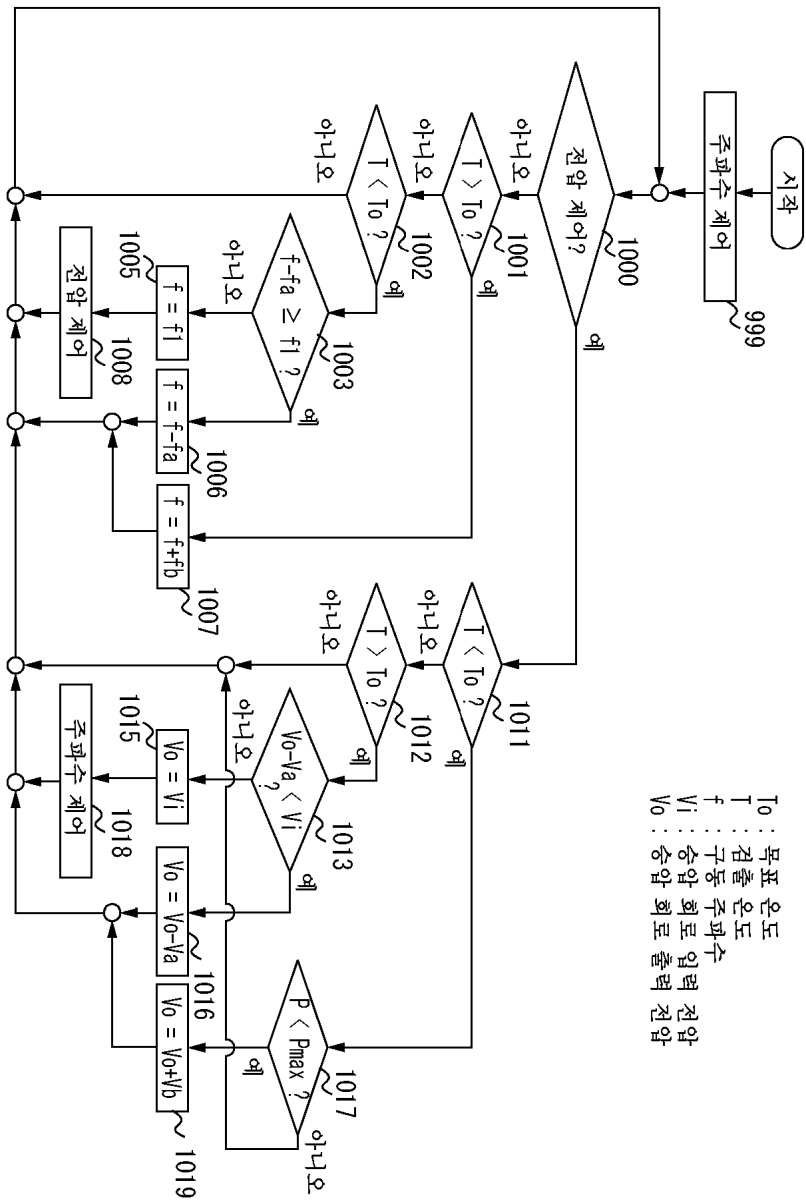 시작
주파수 제어
999
전압 제어?
1000
예
아니오
T > To ?
1001
예
아니오
T < To ?
1002
예
아니오
f-fa ≥ f1 ?
1003
예
아니오
f = f1
1005
f = f-fa
1006
f = f+fb
1007
전압 제어
1008
T < To ?
1011
예
아니오
T > To ?
1012
예
아니오
Vo-Va < Vi
?
1013
예
아니오
P < Pmax ?
1017
아니오
예
Vo = Vi
1015
Vo = Vo-Va
1016
Vo = Vo+Vb
1019
주파수 제어
1018
To : 목표 온도
T : 검출 온도
f : 구동 주파수
Vi : 승압 회로 입력 전압
Vo : 승압 회로 출력 전압